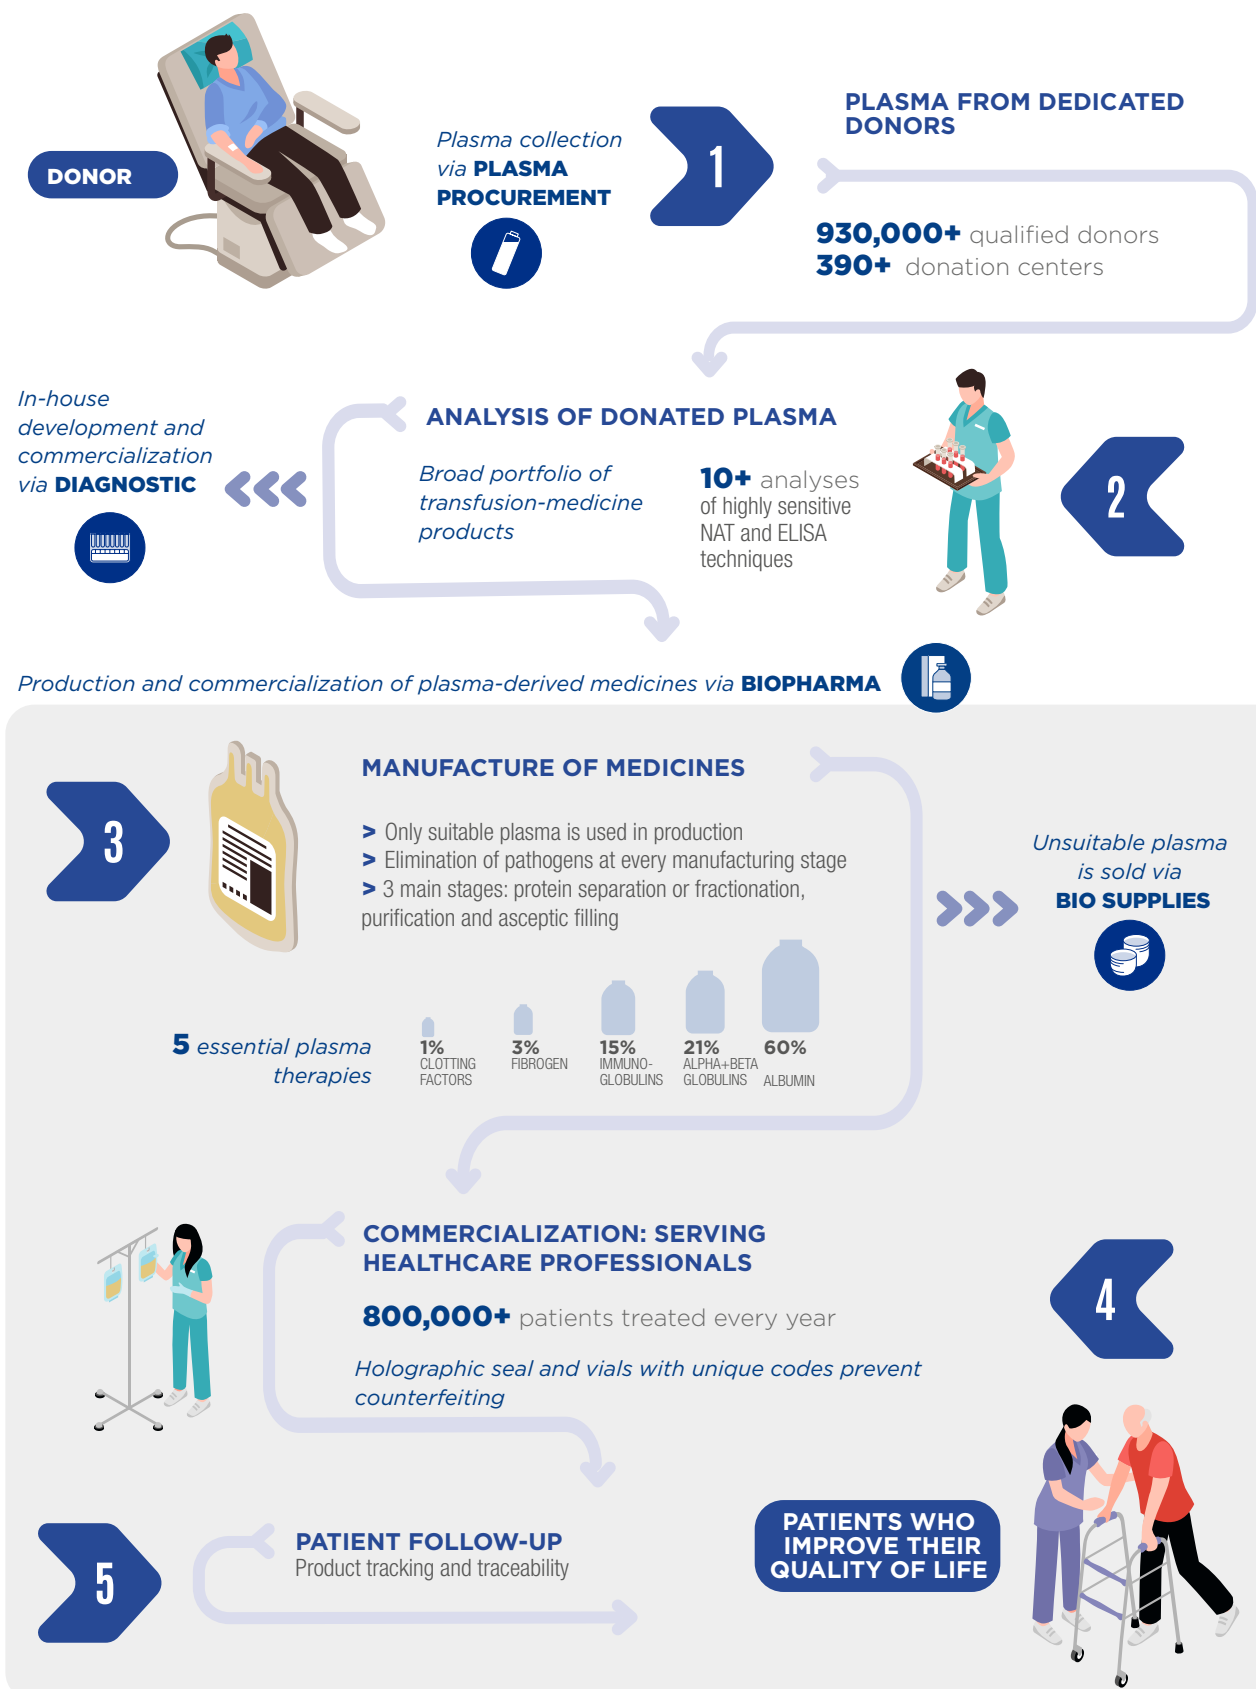 DONOR
Plasma collection
via PLASMA
PROCUREMENT
1
PLASMA FROM DEDICATED
DONORS
930,000+ qualified donors
390+ donation centers
In-house
development and
commercialization
via DIAGNOSTIC
ANALYSIS OF DONATED PLASMA
Broad portfolio of
transfusion-medicine
products
10+ analyses
of highly sensitive
NAT and ELISA
techniques
2
Production and commercialization of plasma-derived medicines via BIOPHARMA
3
MANUFACTURE OF MEDICINES
> Only suitable plasma is used in production
> Elimination of pathogens at every manufacturing stage
> 3 main stages: protein separation or fractionation,
purification and asceptic filling
Unsuitable plasma
is sold via
BIO SUPPLIES
5 essential plasma
therapies
1%
CLOTTING
FACTORS
3%
FIBROGEN
15%
IMMUNO-
GLOBULINS
21%
ALPHA+BETA
GLOBULINS
60%
ALBUMIN
COMMERCIALIZATION: SERVING
HEALTHCARE PROFESSIONALS
800,000+ patients treated every year
Holographic seal and vials with unique codes prevent
counterfeiting
4
5
PATIENT FOLLOW-UP
Product tracking and traceability
PATIENTS WHO
IMPROVE THEIR
QUALITY OF LIFE